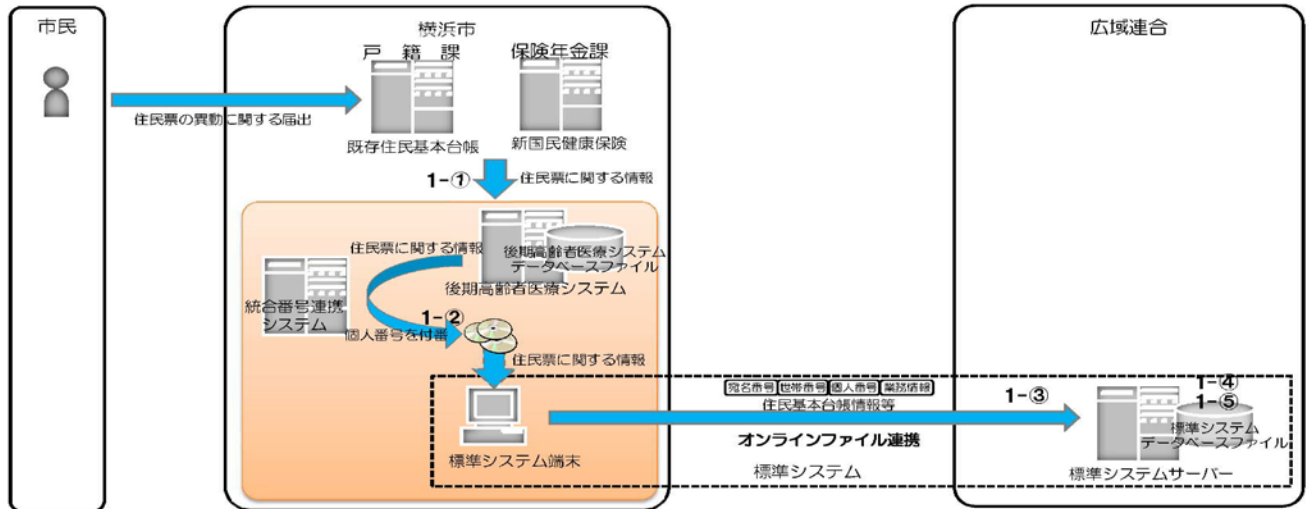 市民
横浜市
広域連合
戸籍課
保険年金課
住民票の異動に関する届出
既存住民基本台帳
新国民健康保険
1-①
住民票に関する情報
住民票に関する情報
後期高齢者医療システム
データベースファイル
後期高齢者医療システム
統合番号連携
システム
1-②
個人番号を付番
住民票に関する情報
標準システム端末
宛名番号 世帯番号 個人番号 業務情報
住民基本台帳情報等
1-③
オンラインファイル連携
標準システム
1-④
1-⑤
標準システム
データベースファイル
標準システムサーバー